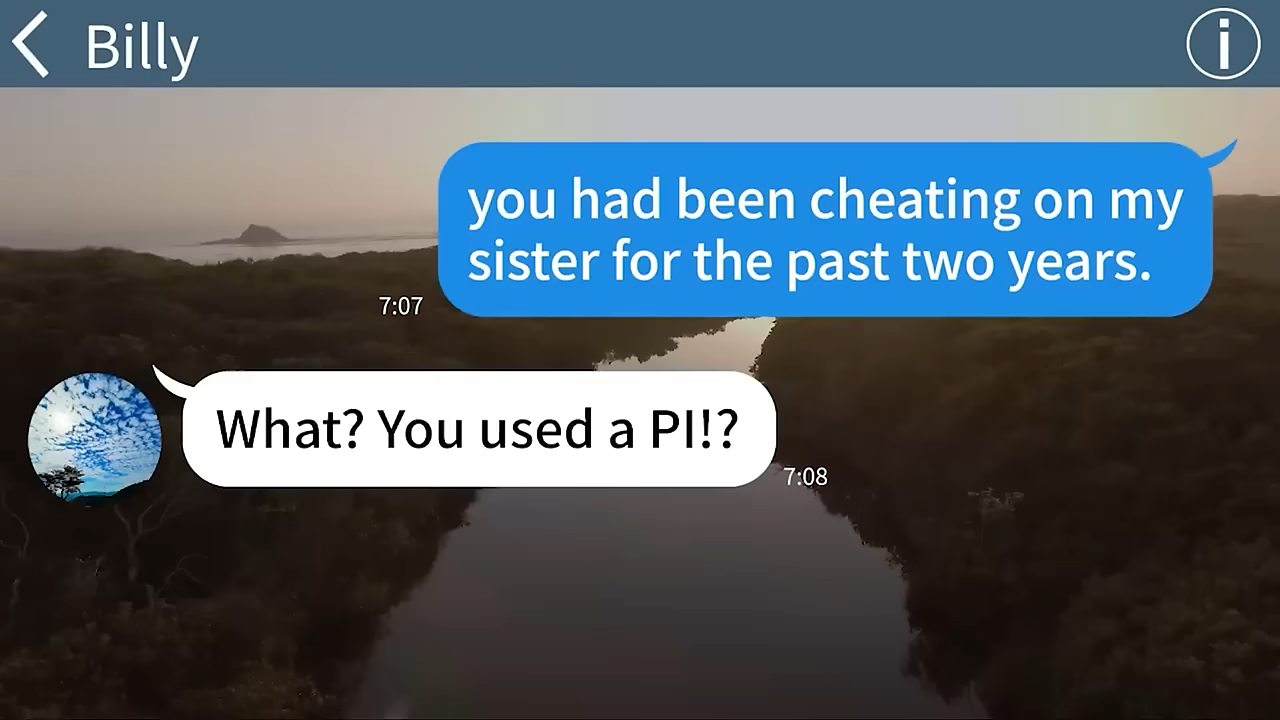 Billy
i
you had been cheating on my
sister for the past two years.
7:07
What? You used a PI!?
7:08